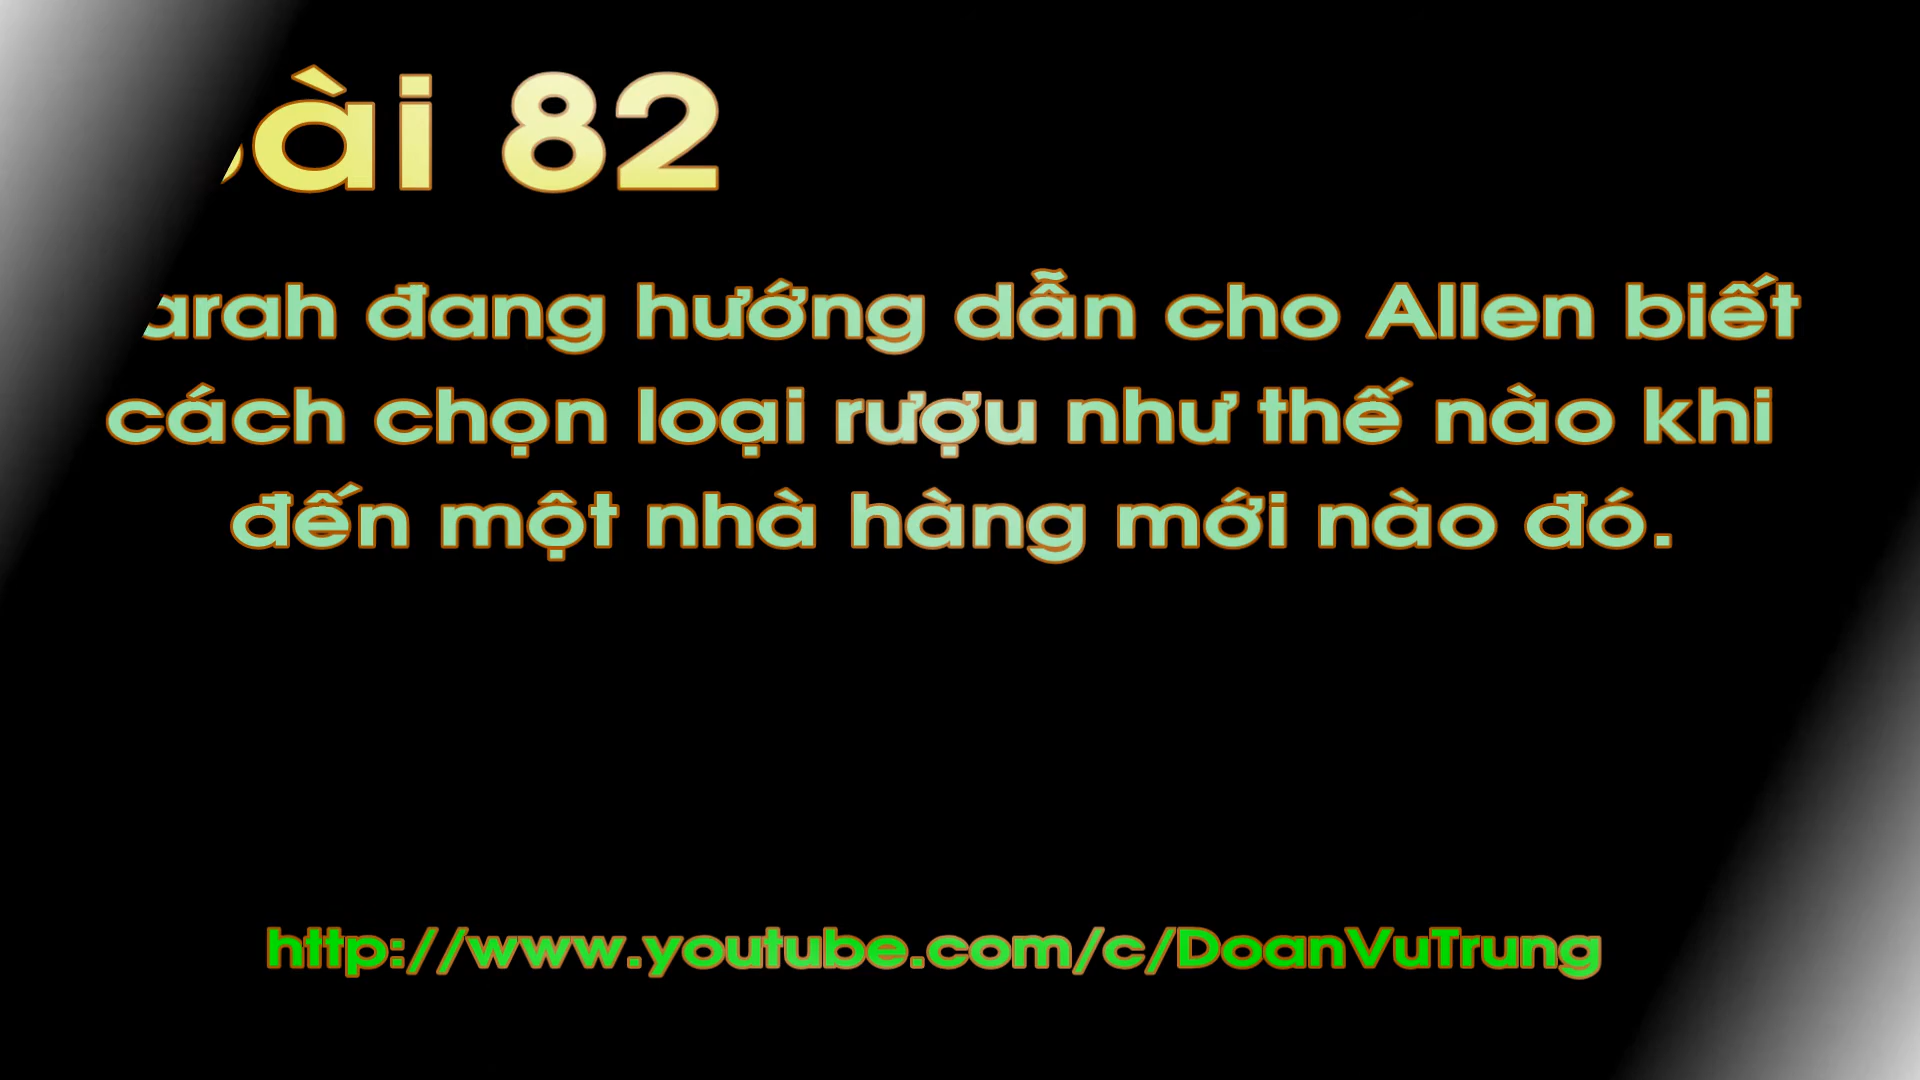 ài 82
arah đang hướng dẫn cho Allen biết
cách chọn loại rượu như thế nào khi
đến một nhà hàng mới nào đó.
http://www.youtube.com/c/DoanVuTrung